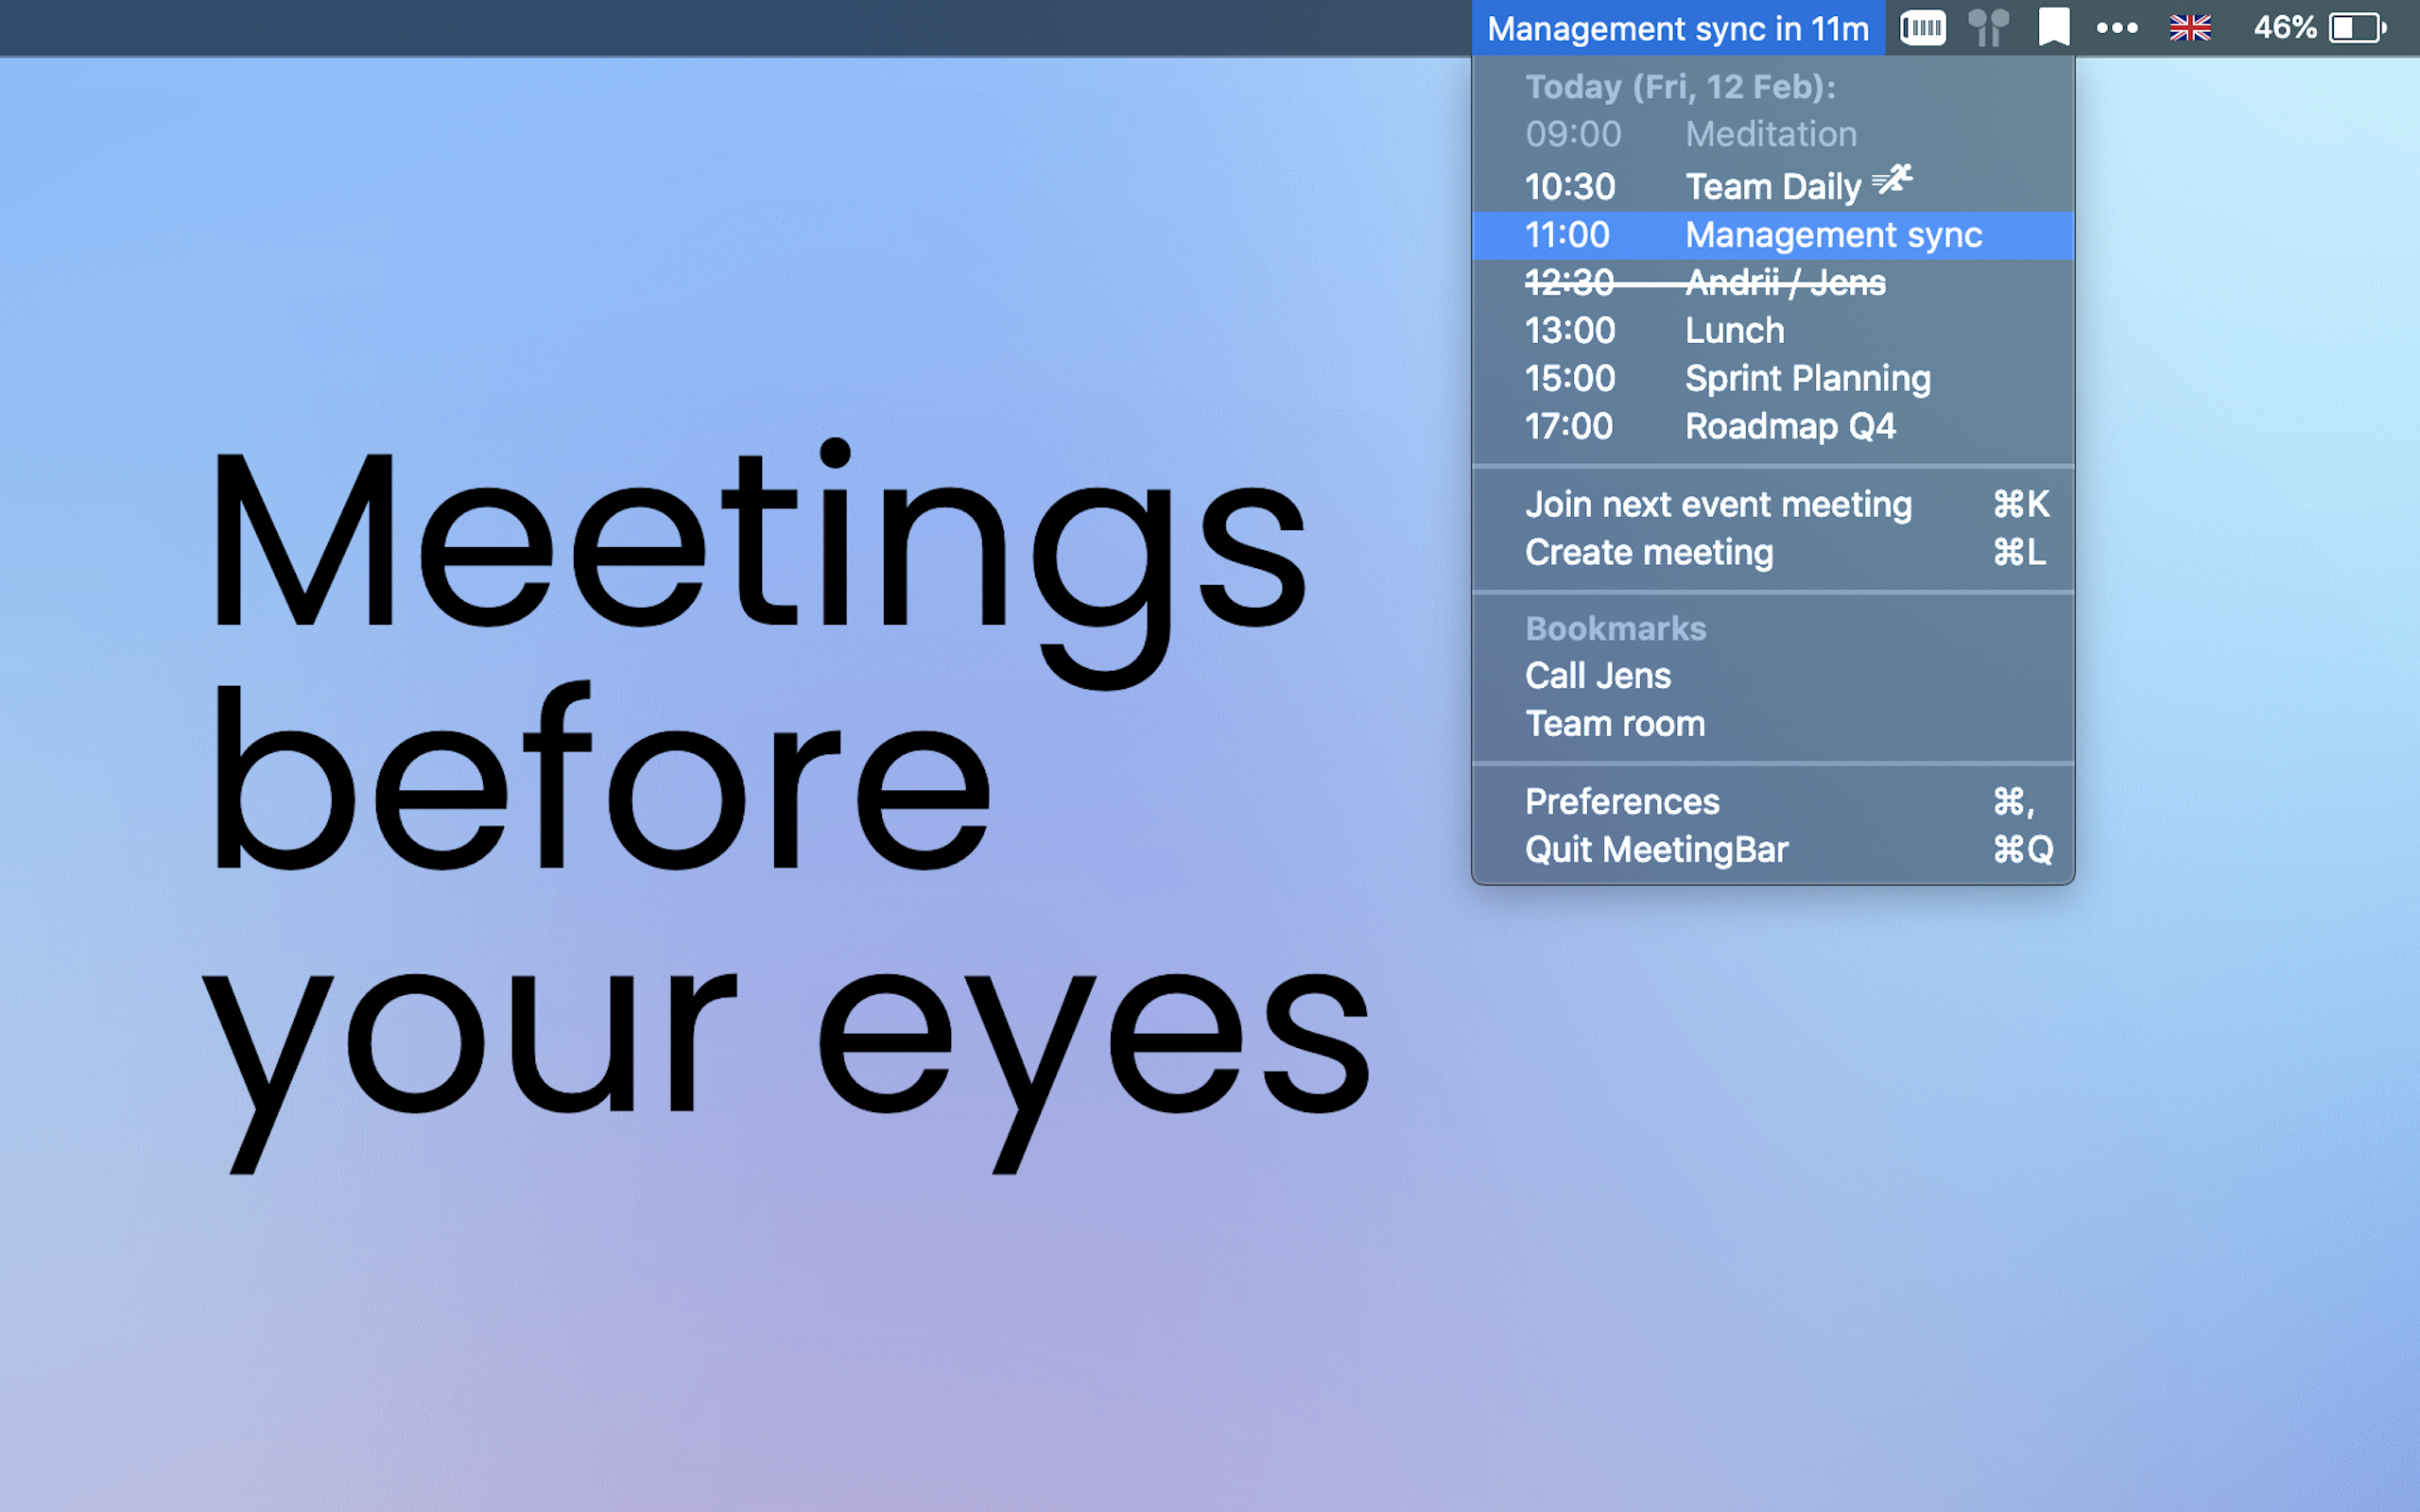 Management sync in 11m 46%
Today (Fri, 12 Feb):
09:00 Meditation
10:30 Team Daily
11:00 Management sync
12:30 Andrii / Jens
13:00 Lunch
15:00 Sprint Planning
17:00 Roadmap Q4
Join next event meeting ⌘K
Create meeting ⌘L
Bookmarks
Call Jens
Team room
Preferences ⌘,
Quit MeetingBar ⌘Q
Meetings
before
your eyes